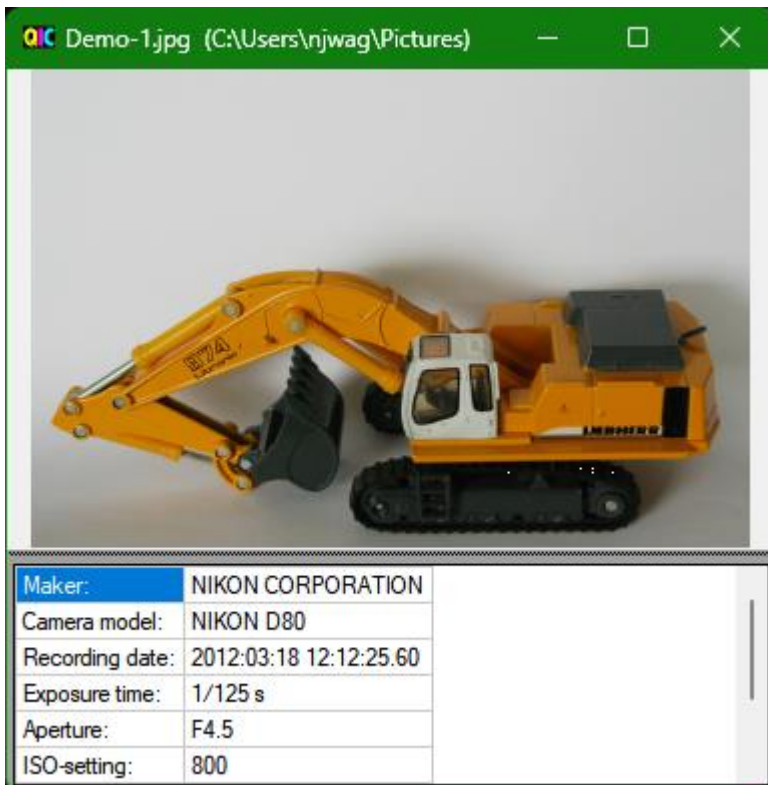 QIC Demo-1.jpg (C:\Users\njwag\Pictures)
974
LIEBHERR
Maker: NIKON CORPORATION
Camera model: NIKON D80
Recording date: 2012:03:18 12:12:25.60
Exposure time: 1/125 s
Aperture: F4.5
ISO-setting: 800